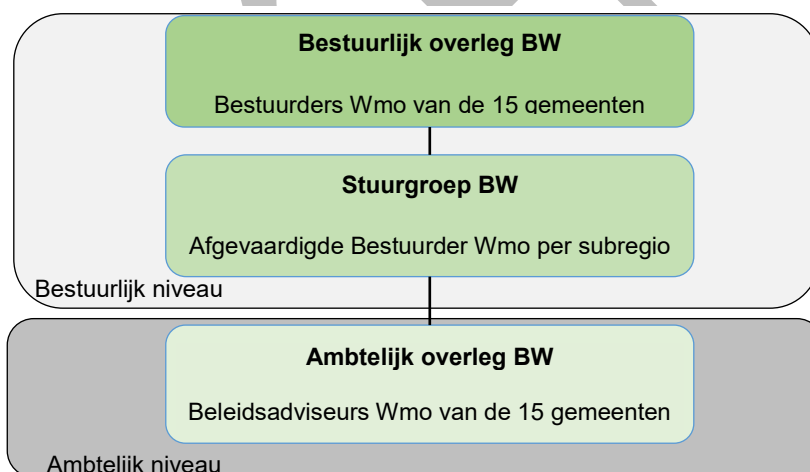 Bestuurlijk overleg BW
Bestuurders Wmo van de 15 gemeenten
Stuurgroep BW
Afgevaardigde Bestuurder Wmo per subregio
Bestuurlijk niveau
Ambtelijk overleg BW
Beleidsadviseurs Wmo van de 15 gemeenten
Ambtelijk niveau